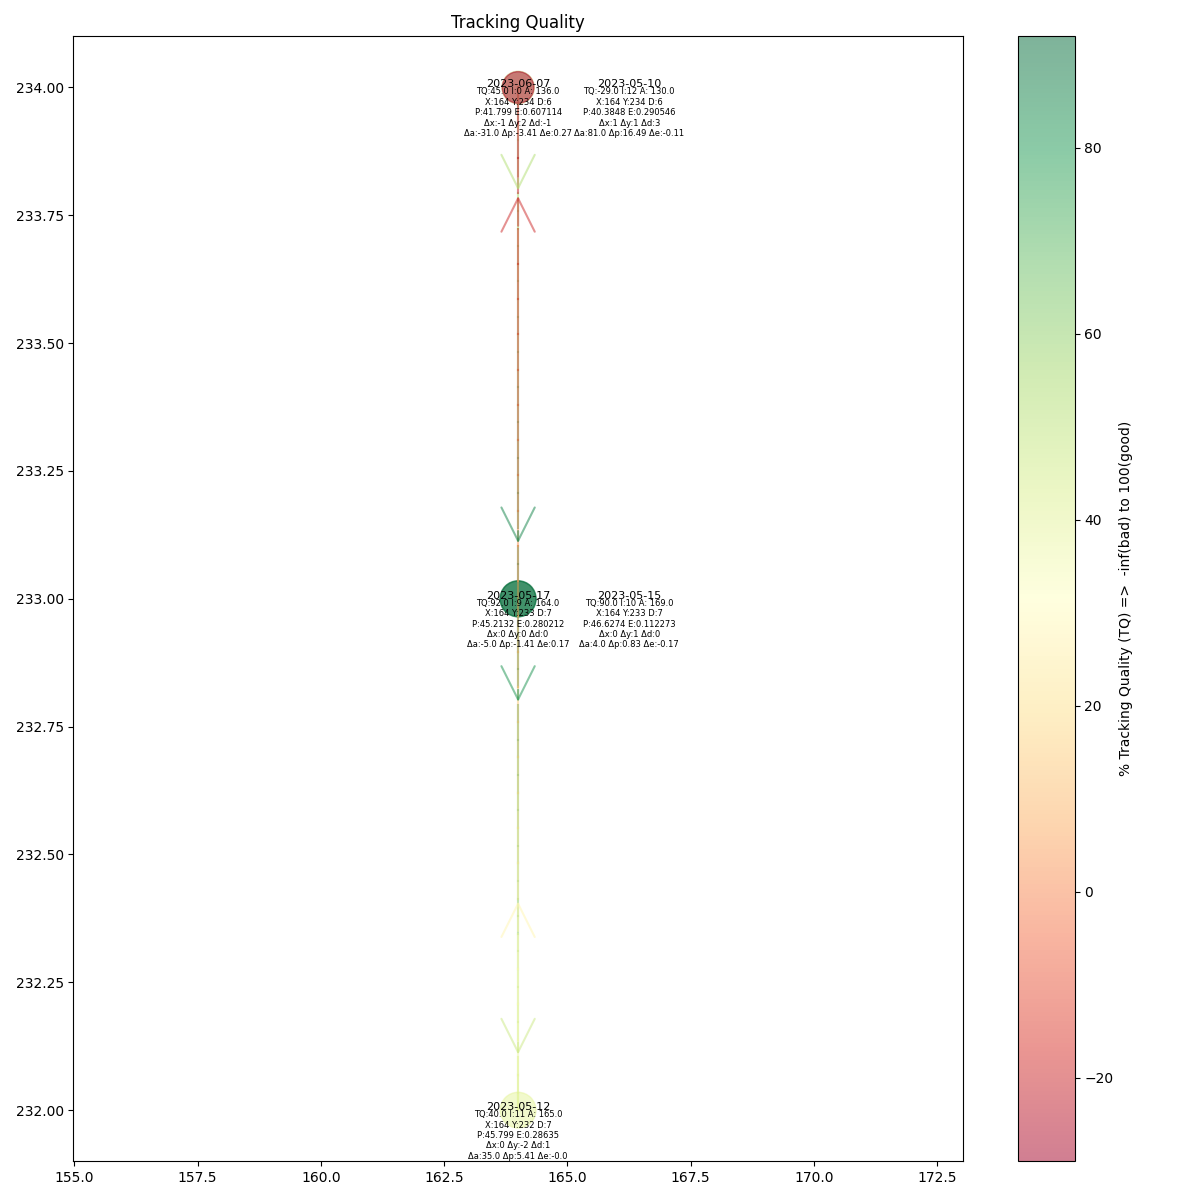 Tracking Quality
234.00
233.75
233.50
233.25
233.00
232.75
232.50
232.25
232.00
2023-06-07
TQ:45.0 I:0 A: 136.0
X:164 Y:234 D:6
P:41.799 E:0.607114
Δx:-1 Δy:2 Δd:-1
Δa:-31.0 Δp:-3.41 Δe:0.27
2023-05-10
TQ:-29.0 I:12 A: 130.0
X:164 Y:234 D:6
P:40.3848 E:0.290546
Δx:1 Δy:1 Δd:3
Δa:81.0 Δp:16.49 Δe:-0.11
2023-05-17
TQ:92.0 I:9 A: 164.0
X:164 Y:233 D:7
P:45.2132 E:0.280212
Δx:0 Δy:0 Δd:0
Δa:-5.0 Δp:-1.41 Δe:0.17
2023-05-15
TQ:90.0 I:10 A: 169.0
X:164 Y:233 D:7
P:46.6274 E:0.112273
Δx:0 Δy:1 Δd:0
Δa:4.0 Δp:0.83 Δe:-0.17
2023-05-12
TQ:40.0 I:11 A: 165.0
X:164 Y:232 D:7
P:45.799 E:0.28635
Δx:0 Δy:-2 Δd:1
Δa:35.0 Δp:5.41 Δe:-0.0
155.0 157.5 160.0 162.5 165.0 167.5 170.0 172.5
80
60
40
20
0
−20
% Tracking Quality (TQ) => -inf(bad) to 100(good)